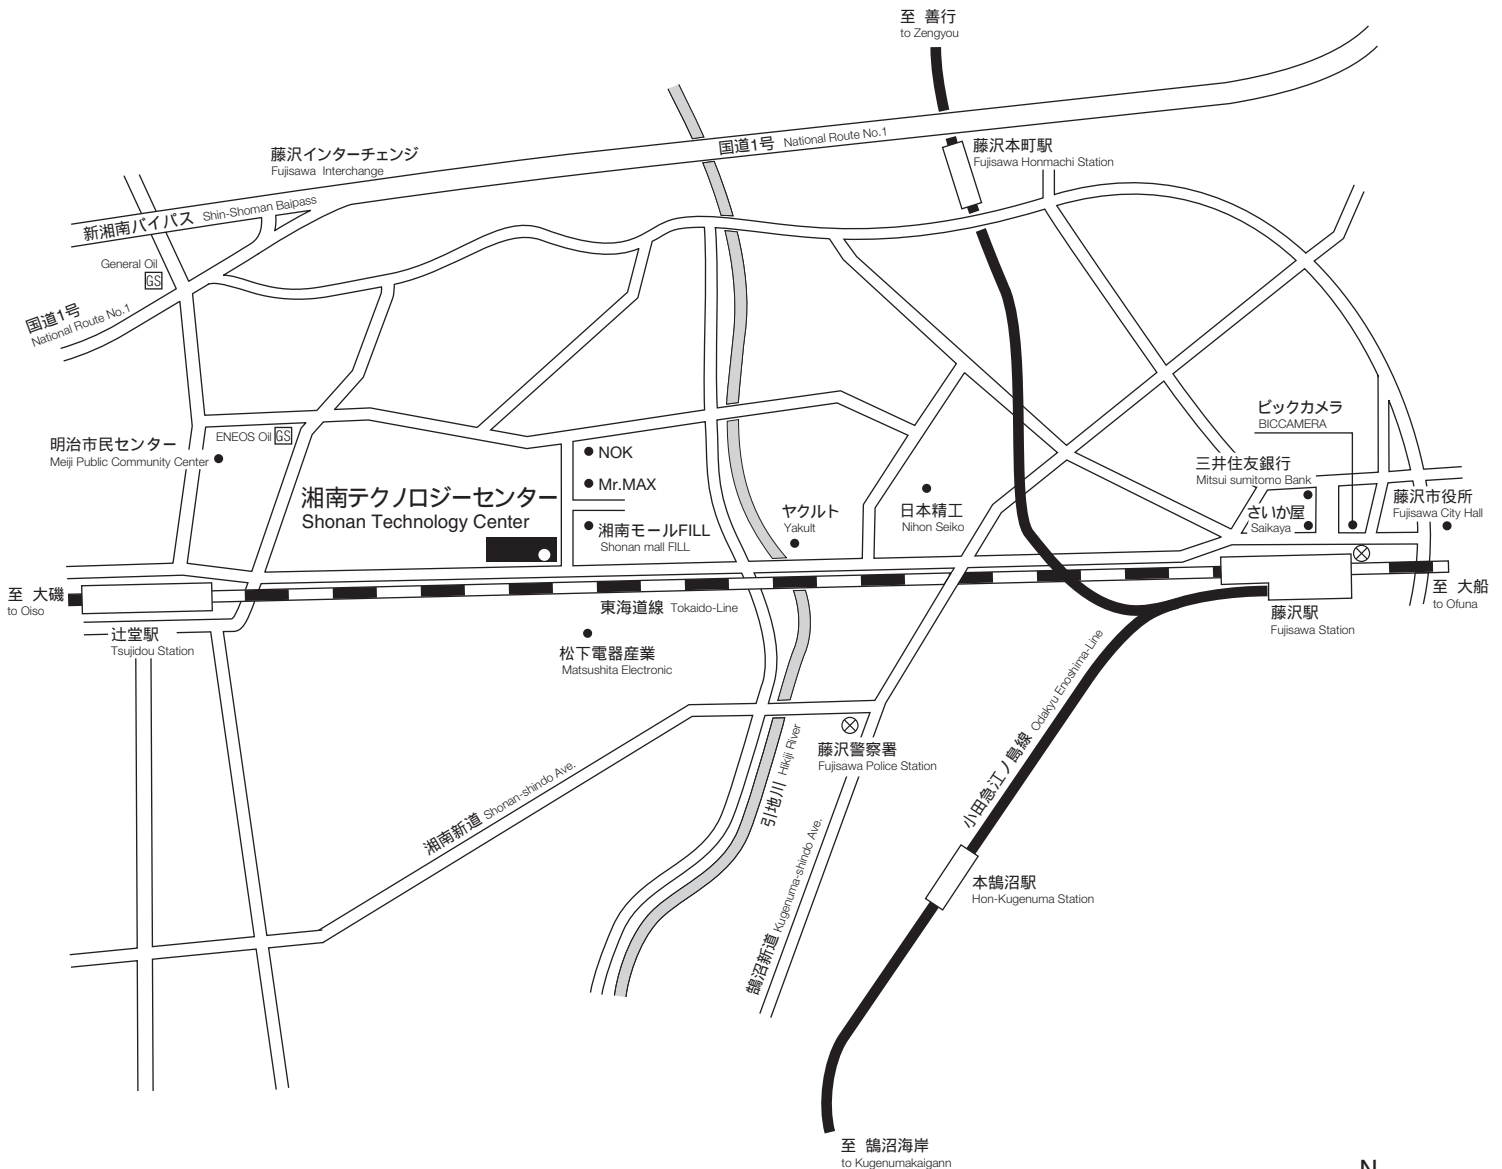 至 善行
to Zengyou
国道1号 National Route No.1
藤沢本町駅
Fujisawa Honmachi Station
藤沢インターチェンジ
Fujisawa Interchange
新湘南バイパス Shin-Shoman Baipass
General Oil
GS
国道1号
National Route No.1
ビックカメラ
BICCAMERA
明治市民センター
Meiji Public Community Center
ENEOS Oil GS
NOK
Mr.MAX
湘南テクノロジーセンター
Shonan Technology Center
湘南モールFILL
Shonan mall FILL
ヤクルト
Yakult
日本精工
Nihon Seiko
三井住友銀行
Mitsui sumitomo Bank
さいか屋
Saikaya
藤沢市役所
Fujisawa City Hall
至 大磯
to Oiso
東海道線 Tokaido-Line
至 大船
to Ofuna
藤沢駅
Fujisawa Station
辻堂駅
Tsujidou Station
松下電器産業
Matsushita Electronic
小田急江ノ島線 Odakyu Enoshima-Line
藤沢警察署
Fujisawa Police Station
引地川 Hikiji River
湘南新道 Shonan-shindo Ave.
鵠沼新道 Kugenuma-shindo Ave.
本鵠沼駅
Hon-Kugenuma Station
至 鵠沼海岸
to Kugenumakaigann
N